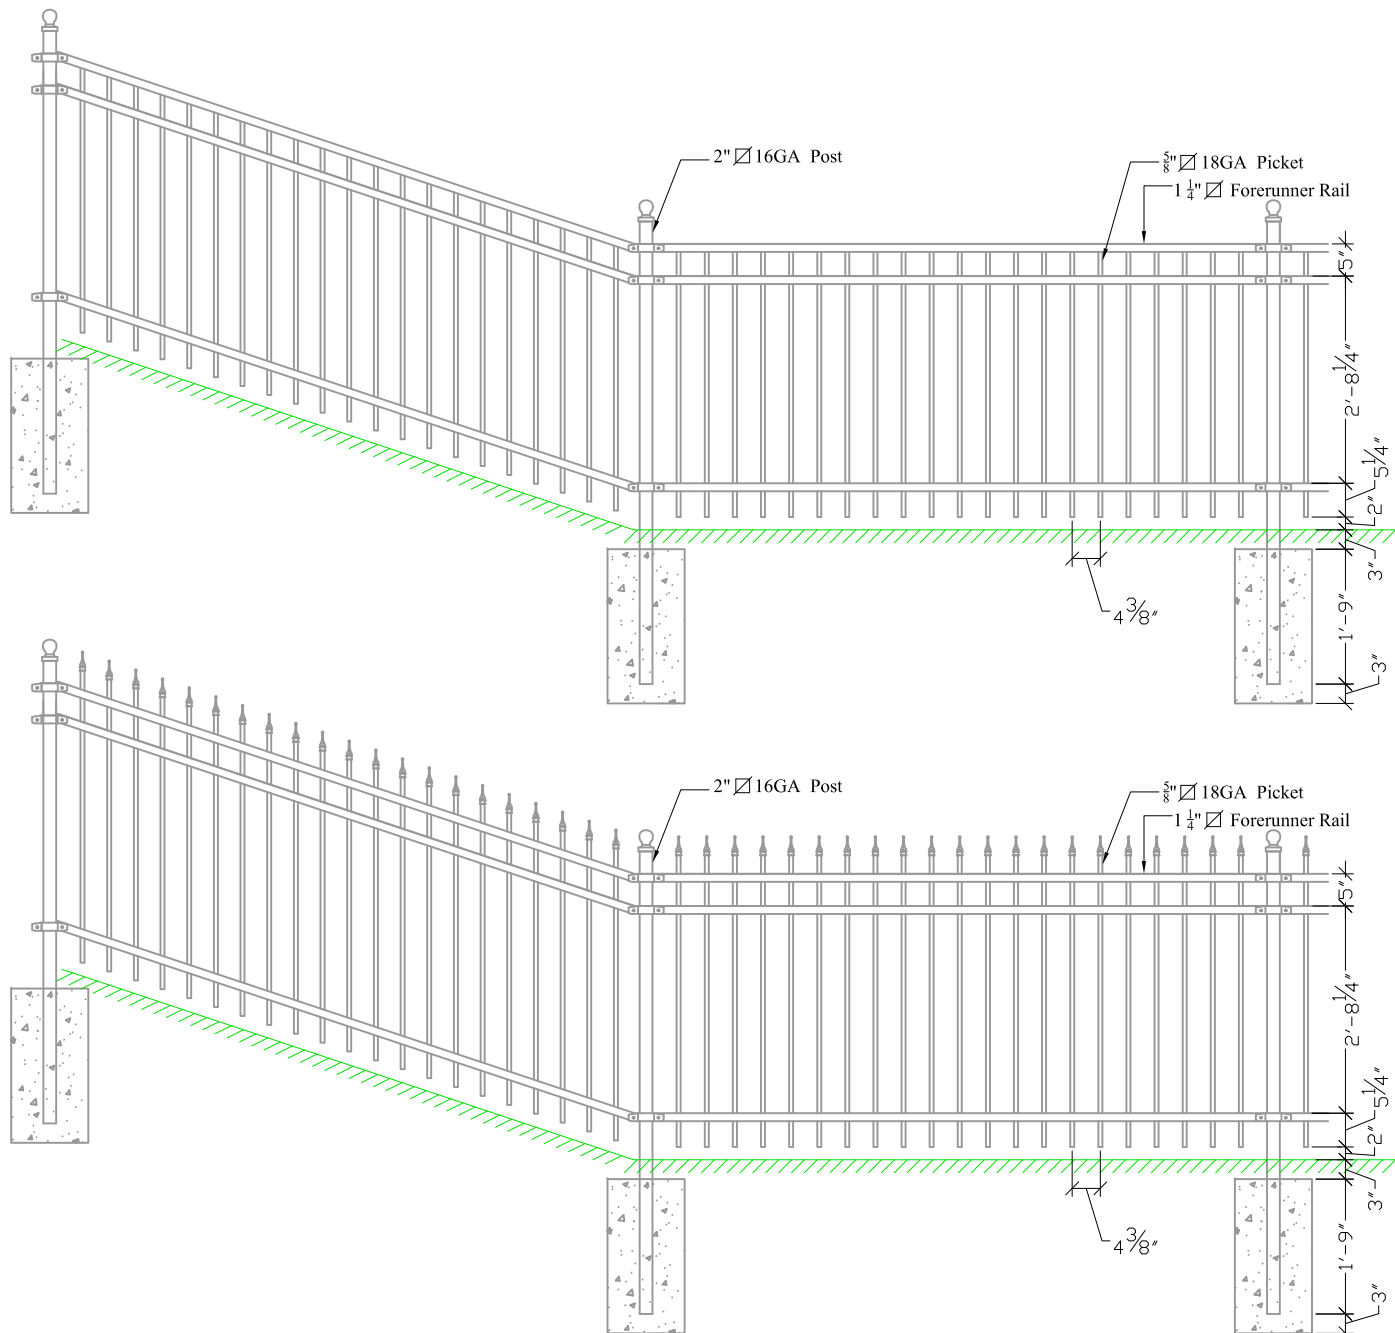 2" 16GA Post
5/8" 18GA Picket
1 1/4" Forerunner Rail
5"
2'-8 1/4"
5 1/4"
2"
3"
1'-9"
3"
4 3/8"
2" 16GA Post
5/8" 18GA Picket
1 1/4" Forerunner Rail
5"
2'-8 1/4"
5 1/4"
2"
3"
1'-9"
3"
4 3/8"